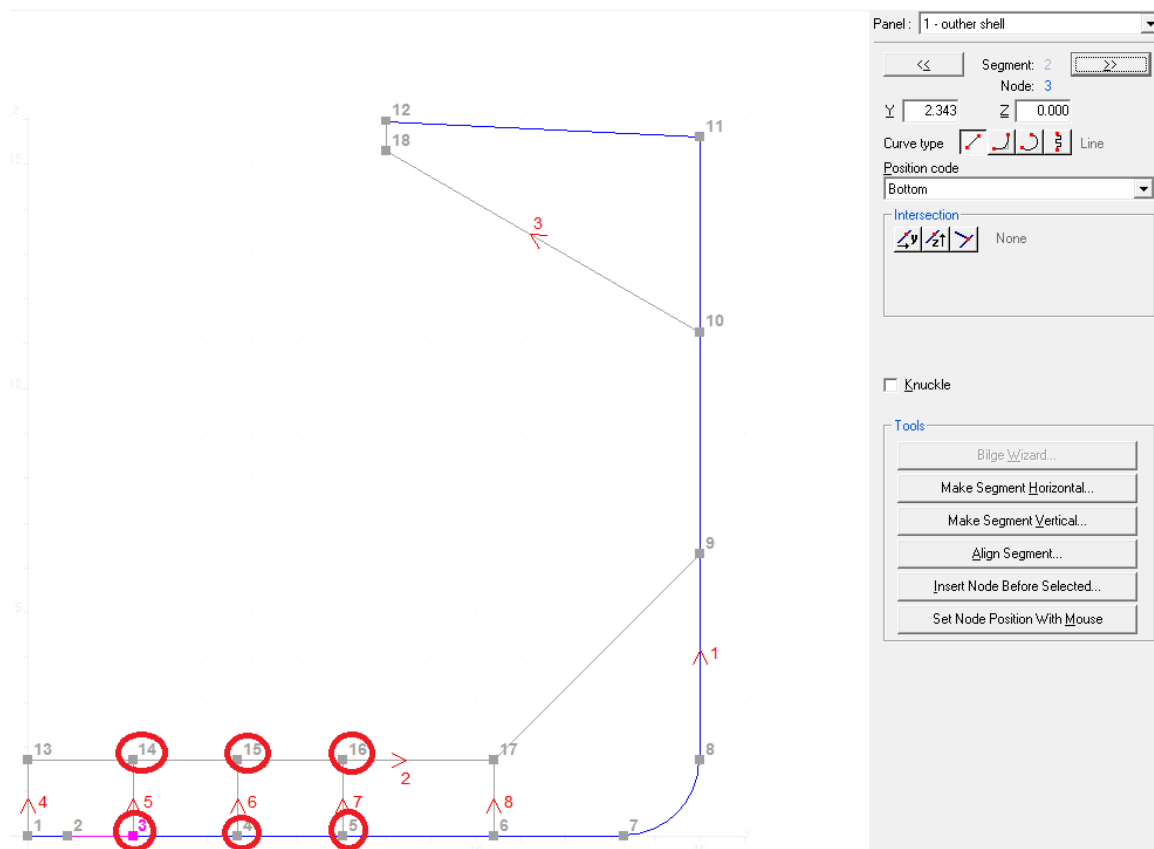 Panel : 1 - outher shell
<< Segment: 2 >>
Node: 3
Y 2.343 Z 0.000
Curve type Line
Position code
Bottom
Intersection
y z None
Knuckle
Tools
Bilge Wizard...
Make Segment Horizontal...
Make Segment Vertical...
Align Segment...
Insert Node Before Selected...
Set Node Position With Mouse
z
12
11
15
18
3
10
10
9
5
1
13 14 15 16 17 8
2
4 5 6 7 8
1 2 3 4 5 6 7 y
10 15